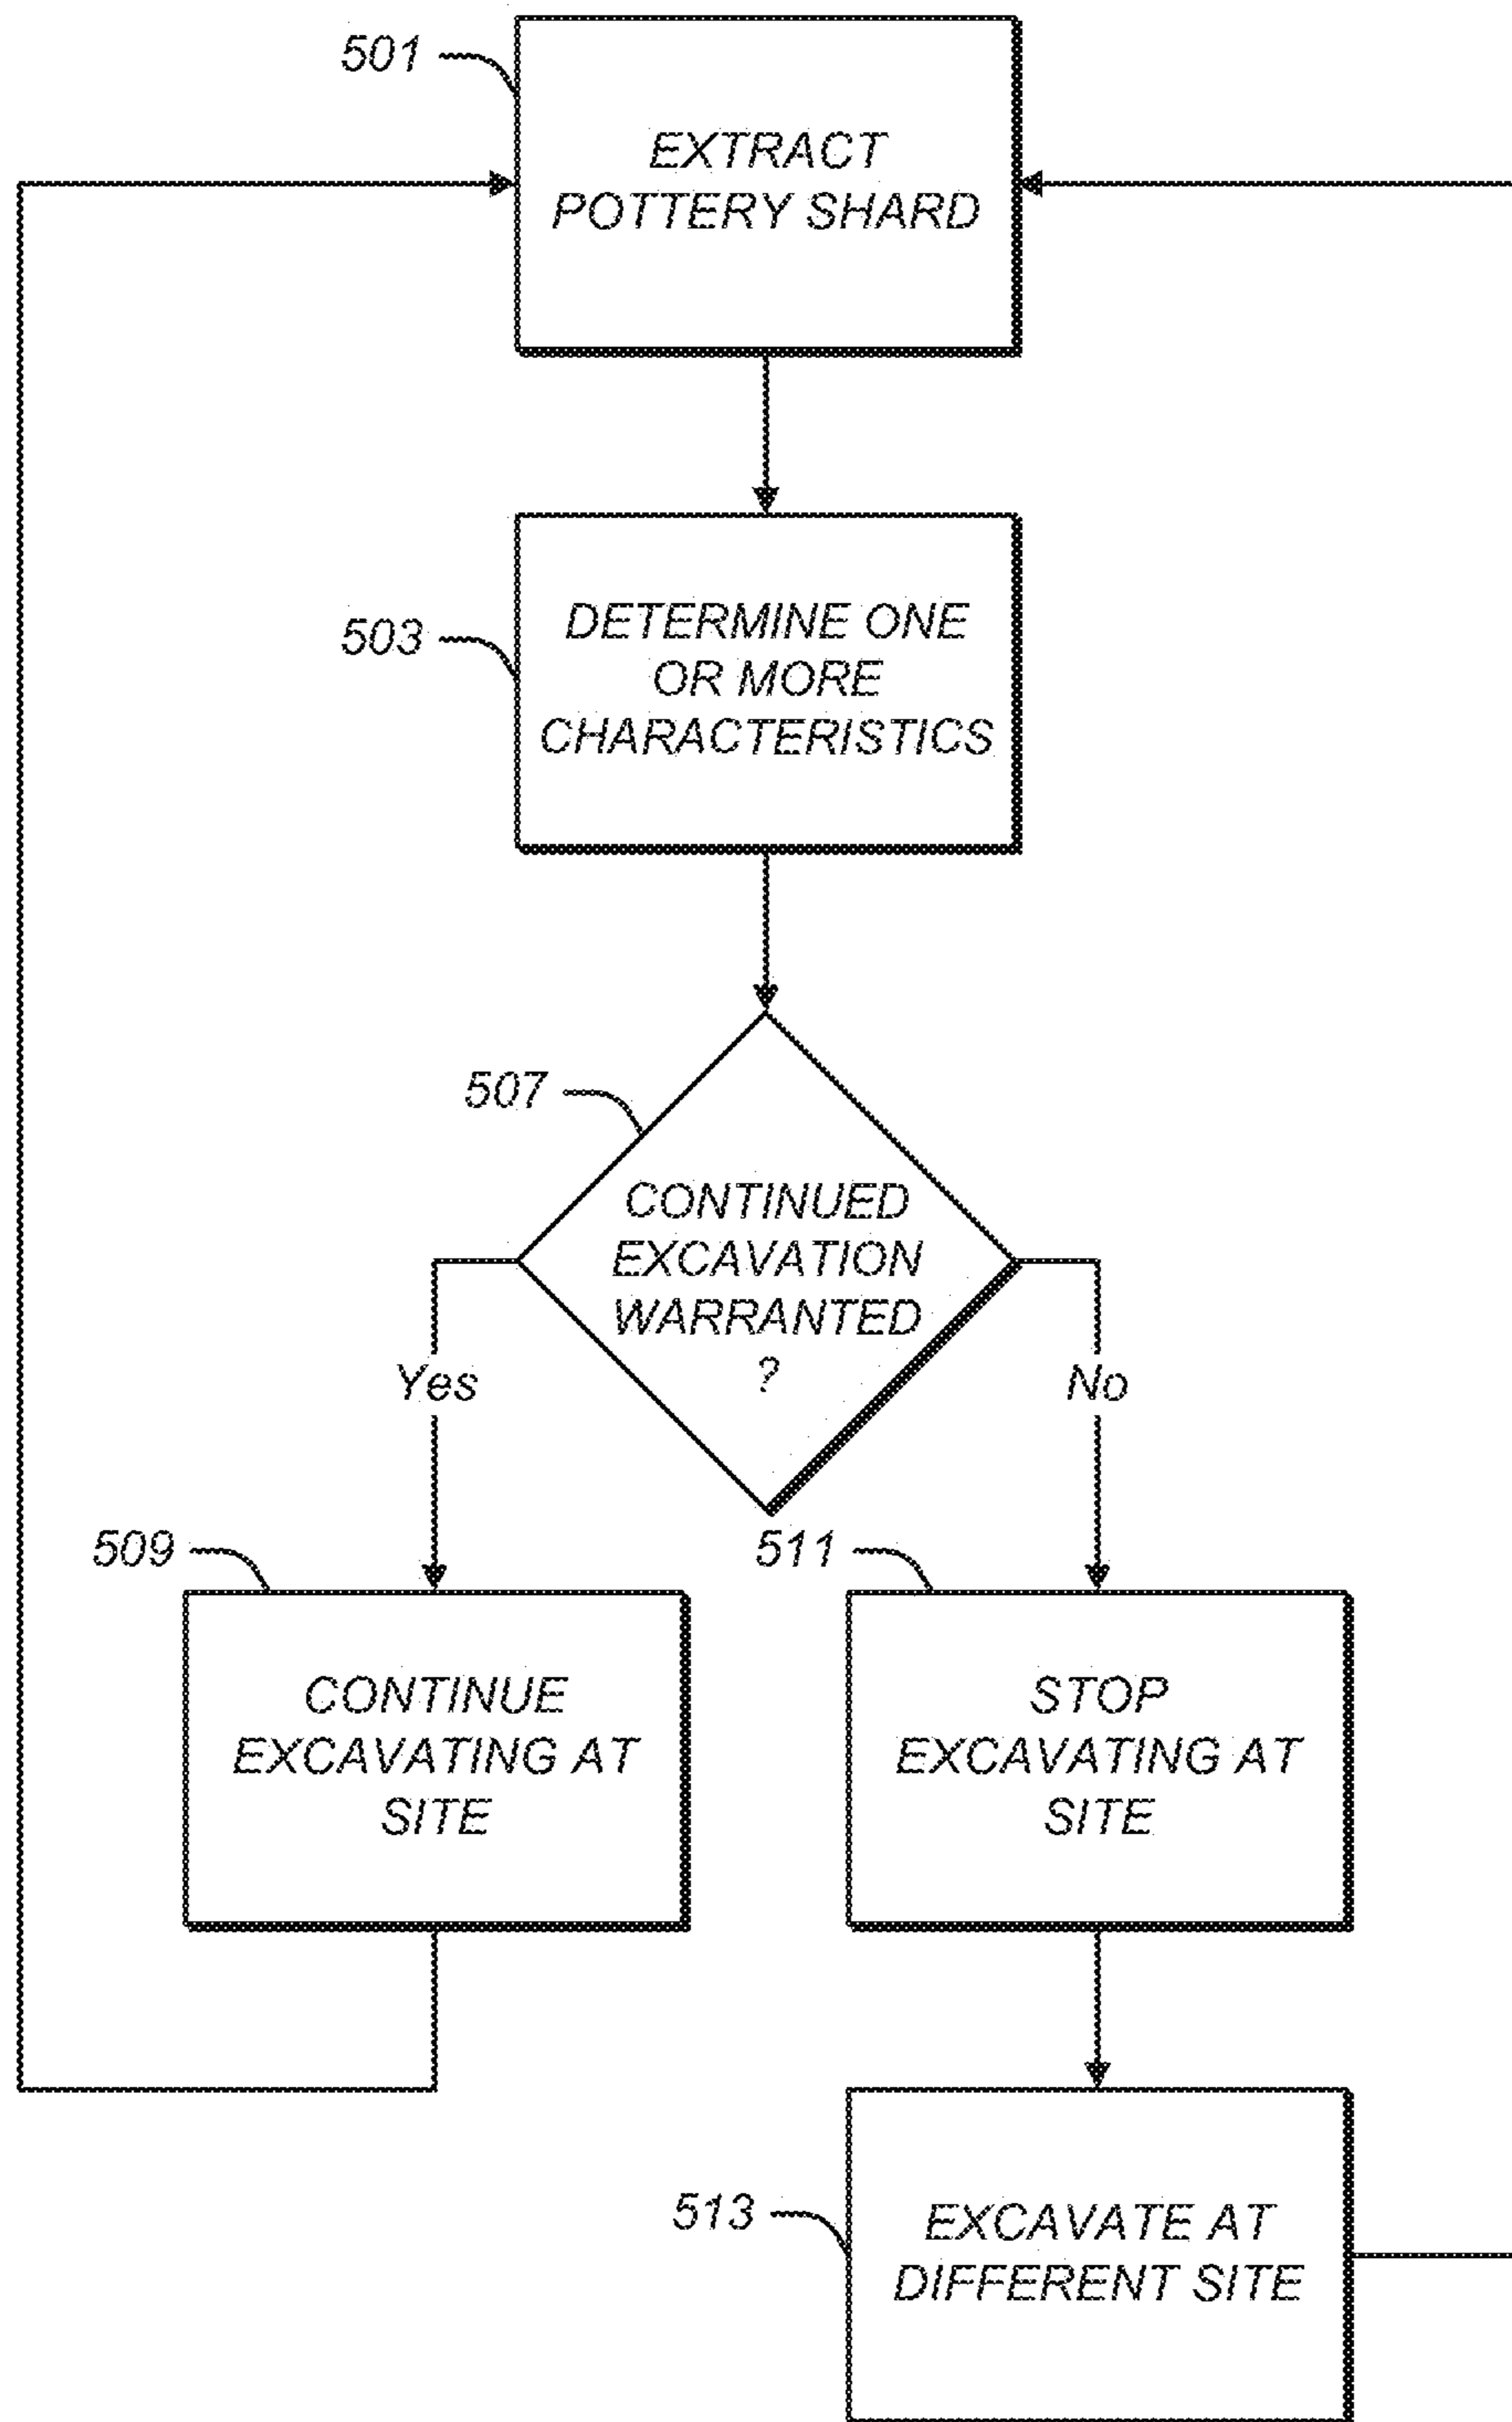 501
EXTRACT
POTTERY SHARD
503
DETERMINE ONE
OR MORE
CHARACTERISTICS
507
CONTINUED
EXCAVATION
WARRANTED
?
Yes
No
509
511
CONTINUE
EXCAVATING AT
SITE
STOP
EXCAVATING AT
SITE
513
EXCAVATE AT
DIFFERENT SITE